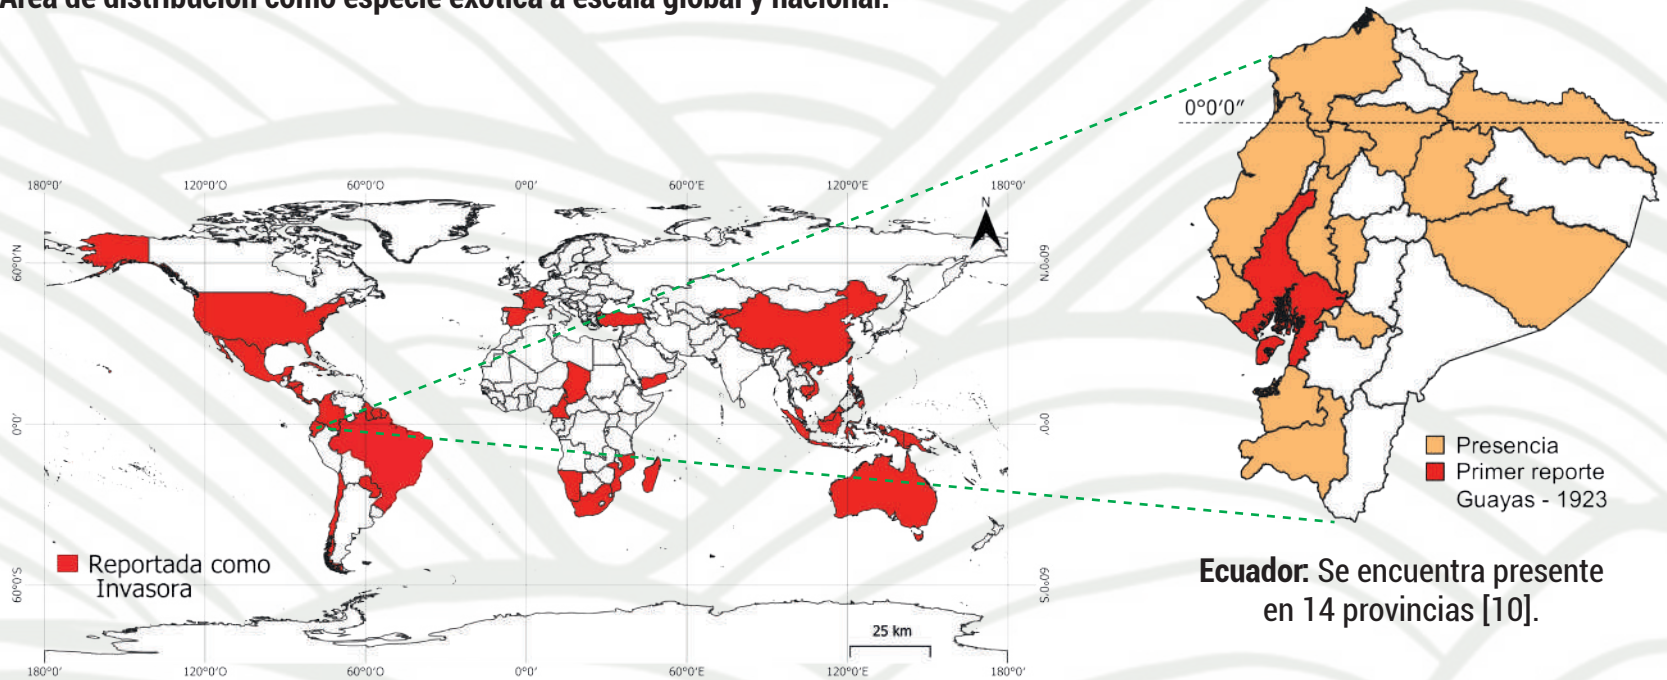 Área de distribución como especie exótica a escala global y nacional.
0°0'0"
180°0' 120°0'O 60°0'O 0°0' 60°0'E 120°0'E 180°0'
N
60°0'N 60°0'N
0°0' 0°0'
60°0'S 60°0'S
Presencia
Primer reporte
Guayas - 1923
Reportada como
Invasora
Ecuador: Se encuentra presente
en 14 provincias [10].
25 km
180°0' 120°0'O 60°0'O 0°0' 60°0'E 120°0'E 180°0'